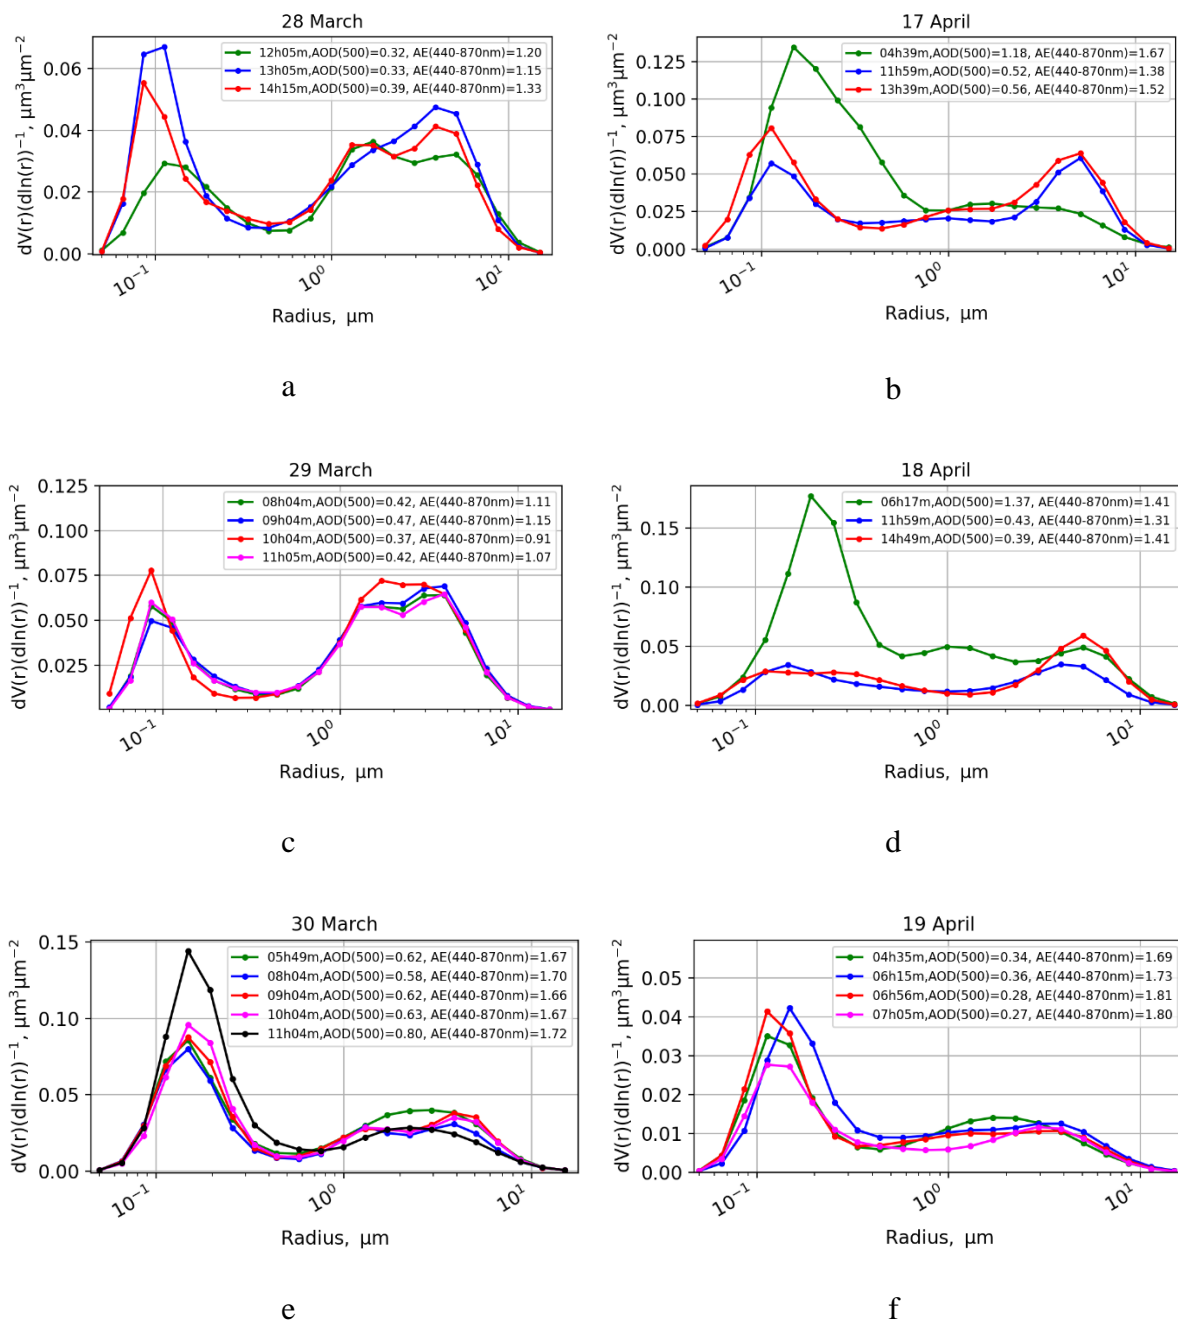 28 March
dV(r)(dln(r))⁻¹, μm³μm⁻²
0.06
0.04
0.02
0.00
12h05m,AOD(500)=0.32, AE(440-870nm)=1.20
13h05m,AOD(500)=0.33, AE(440-870nm)=1.15
14h15m,AOD(500)=0.39, AE(440-870nm)=1.33
10⁻¹
10⁰
10¹
Radius, μm
a
17 April
dV(r)(dln(r))⁻¹, μm³μm⁻²
0.125
0.100
0.075
0.050
0.025
0.000
04h39m,AOD(500)=1.18, AE(440-870nm)=1.67
11h59m,AOD(500)=0.52, AE(440-870nm)=1.38
13h39m,AOD(500)=0.56, AE(440-870nm)=1.52
10⁻¹
10⁰
10¹
Radius, μm
b
29 March
dV(r)(dln(r))⁻¹, μm³μm⁻²
0.125
0.100
0.075
0.050
0.025
08h04m,AOD(500)=0.42, AE(440-870nm)=1.11
09h04m,AOD(500)=0.47, AE(440-870nm)=1.15
10h04m,AOD(500)=0.37, AE(440-870nm)=0.91
11h05m,AOD(500)=0.42, AE(440-870nm)=1.07
10⁻¹
10⁰
10¹
Radius, μm
c
18 April
dV(r)(dln(r))⁻¹, μm³μm⁻²
0.15
0.10
0.05
0.00
06h17m,AOD(500)=1.37, AE(440-870nm)=1.41
11h59m,AOD(500)=0.43, AE(440-870nm)=1.31
14h49m,AOD(500)=0.39, AE(440-870nm)=1.41
10⁻¹
10⁰
10¹
Radius, μm
d
30 March
dV(r)(dln(r))⁻¹, μm³μm⁻²
0.15
0.10
0.05
0.00
05h49m,AOD(500)=0.62, AE(440-870nm)=1.67
08h04m,AOD(500)=0.58, AE(440-870nm)=1.70
09h04m,AOD(500)=0.62, AE(440-870nm)=1.66
10h04m,AOD(500)=0.63, AE(440-870nm)=1.67
11h04m,AOD(500)=0.80, AE(440-870nm)=1.72
10⁻¹
10⁰
10¹
Radius, μm
e
19 April
dV(r)(dln(r))⁻¹, μm³μm⁻²
0.05
0.04
0.03
0.02
0.01
0.00
04h35m,AOD(500)=0.34, AE(440-870nm)=1.69
06h15m,AOD(500)=0.36, AE(440-870nm)=1.73
06h56m,AOD(500)=0.28, AE(440-870nm)=1.81
07h05m,AOD(500)=0.27, AE(440-870nm)=1.80
10⁻¹
10⁰
10¹
Radius, μm
f